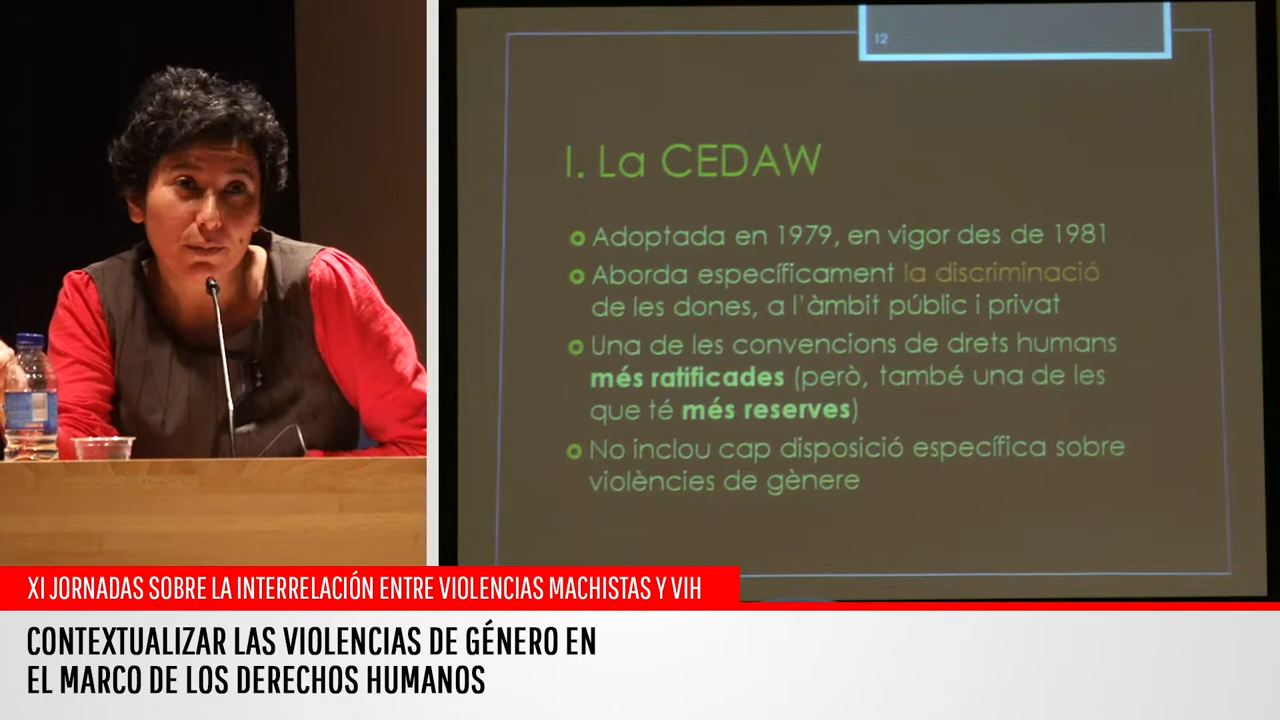 12
I. La CEDAW
Adoptada en 1979, en vigor des de 1981
Aborda específicament la discriminació
de les dones, a l'àmbit públic i privat
Una de les convencions de drets humans
més ratificades (però, també una de les
que té més reserves)
No inclou cap disposició específica sobre
violències de gènere
XI JORNADAS SOBRE LA INTERRELACIÓN ENTRE VIOLENCIAS MACHISTAS Y VIH
CONTEXTUALIZAR LAS VIOLENCIAS DE GÉNERO EN
EL MARCO DE LOS DERECHOS HUMANOS